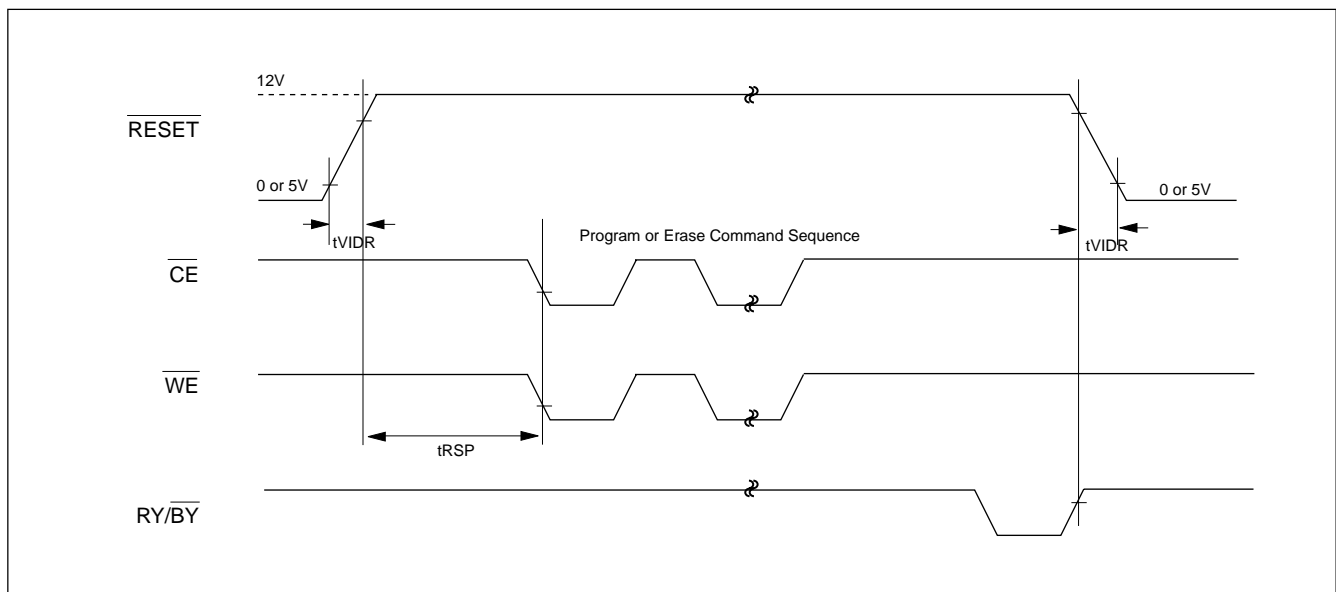 12V
RESET
0 or 5V
0 or 5V
tVIDR
Program or Erase Command Sequence
tVIDR
CE
WE
tRSP
RY/BY